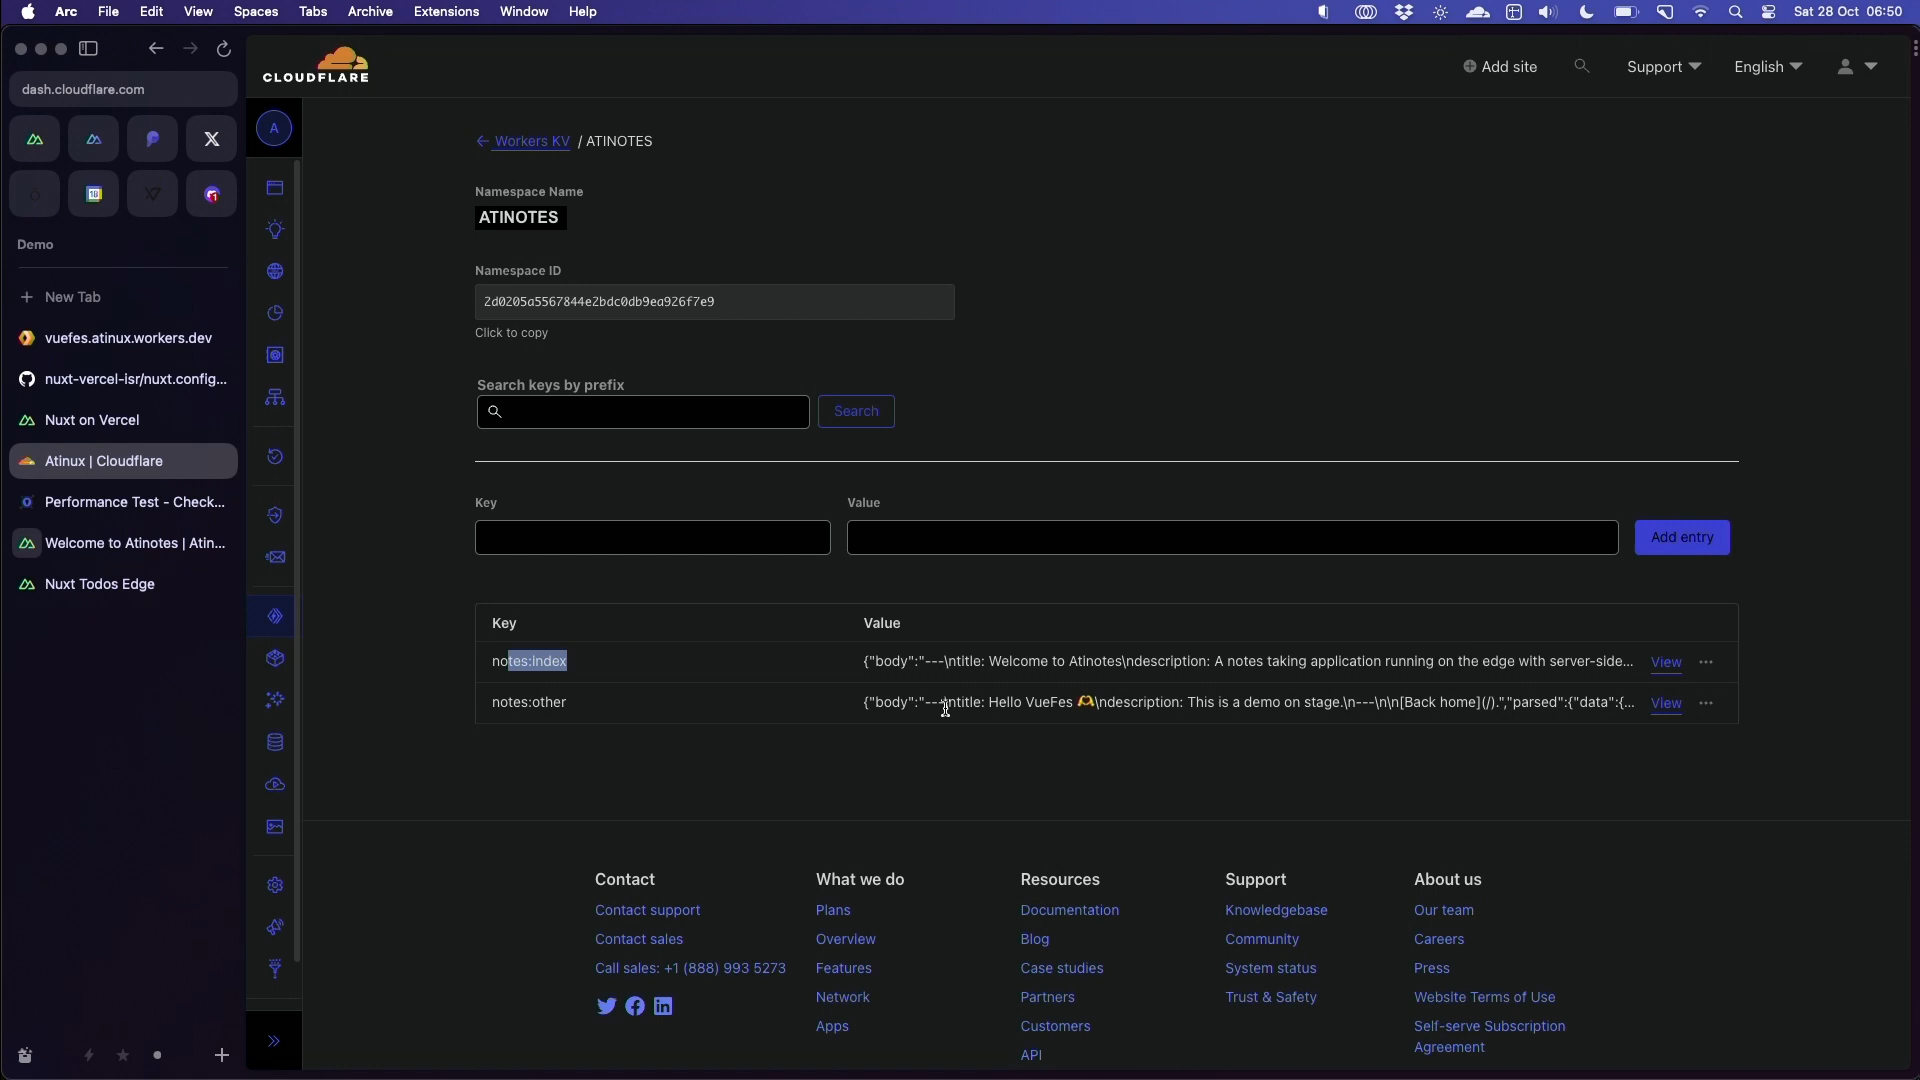 Arc File Edit View Spaces Tabs Archive Extensions Window Help
Sat 28 Oct 06:50
dash.cloudflare.com
Demo
New Tab
vuefes.atinux.workers.dev
nuxt-vercel-isr/nuxt.config...
Nuxt on Vercel
Atinux | Cloudflare
Performance Test - Check...
Welcome to Atinotes | Atin...
Nuxt Todos Edge
CLOUDFLARE
Add site
Support
English
A
Workers KV / ATINOTES
Namespace Name
ATINOTES
Namespace ID
2d0205a5567844e2bdc0db9ea926f7e9
Click to copy
Search keys by prefix
Search
Key Value
Add entry
Key Value
notes:index {"body":"---\ntitle: Welcome to Atinotes\ndescription: A notes taking application running on the edge with server-side... View
notes:other {"body":"---\ntitle: Hello VueFes 🫶\ndescription: This is a demo on stage.\n---\n\n[Back home](/).","parsed":{"data":{... View
Contact
Contact support
Contact sales
Call sales: +1 (888) 993 5273
What we do
Plans
Overview
Features
Network
Apps
Resources
Documentation
Blog
Case studies
Partners
Customers
API
Support
Knowledgebase
Community
System status
Trust & Safety
About us
Our team
Careers
Press
Website Terms of Use
Self-serve Subscription
Agreement